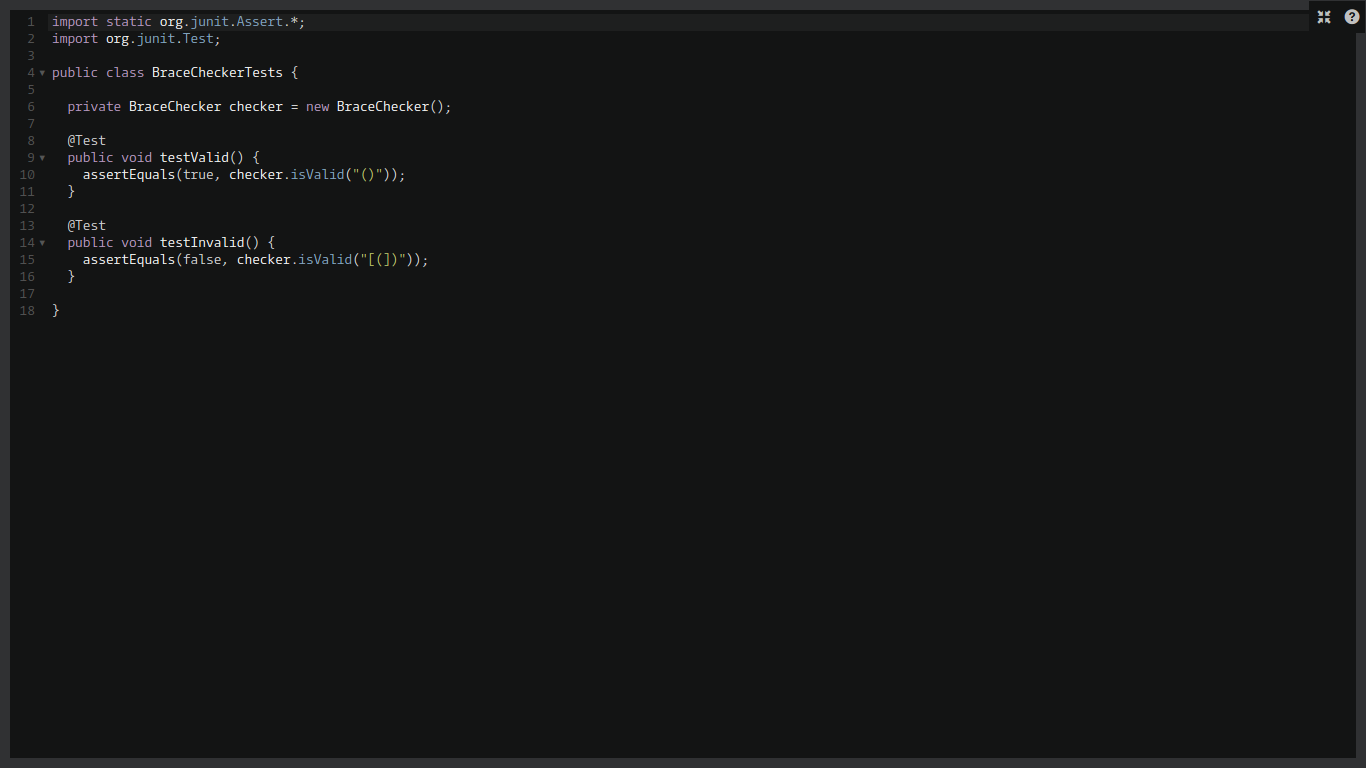 1 import static org.junit.Assert.*;
2 import org.junit.Test;
3
4 public class BraceCheckerTests {
5
6   private BraceChecker checker = new BraceChecker();
7
8   @Test
9   public void testValid() {
10     assertEquals(true, checker.isValid("()"));
11   }
12
13   @Test
14   public void testInvalid() {
15     assertEquals(false, checker.isValid("[(])"));
16   }
17
18 }